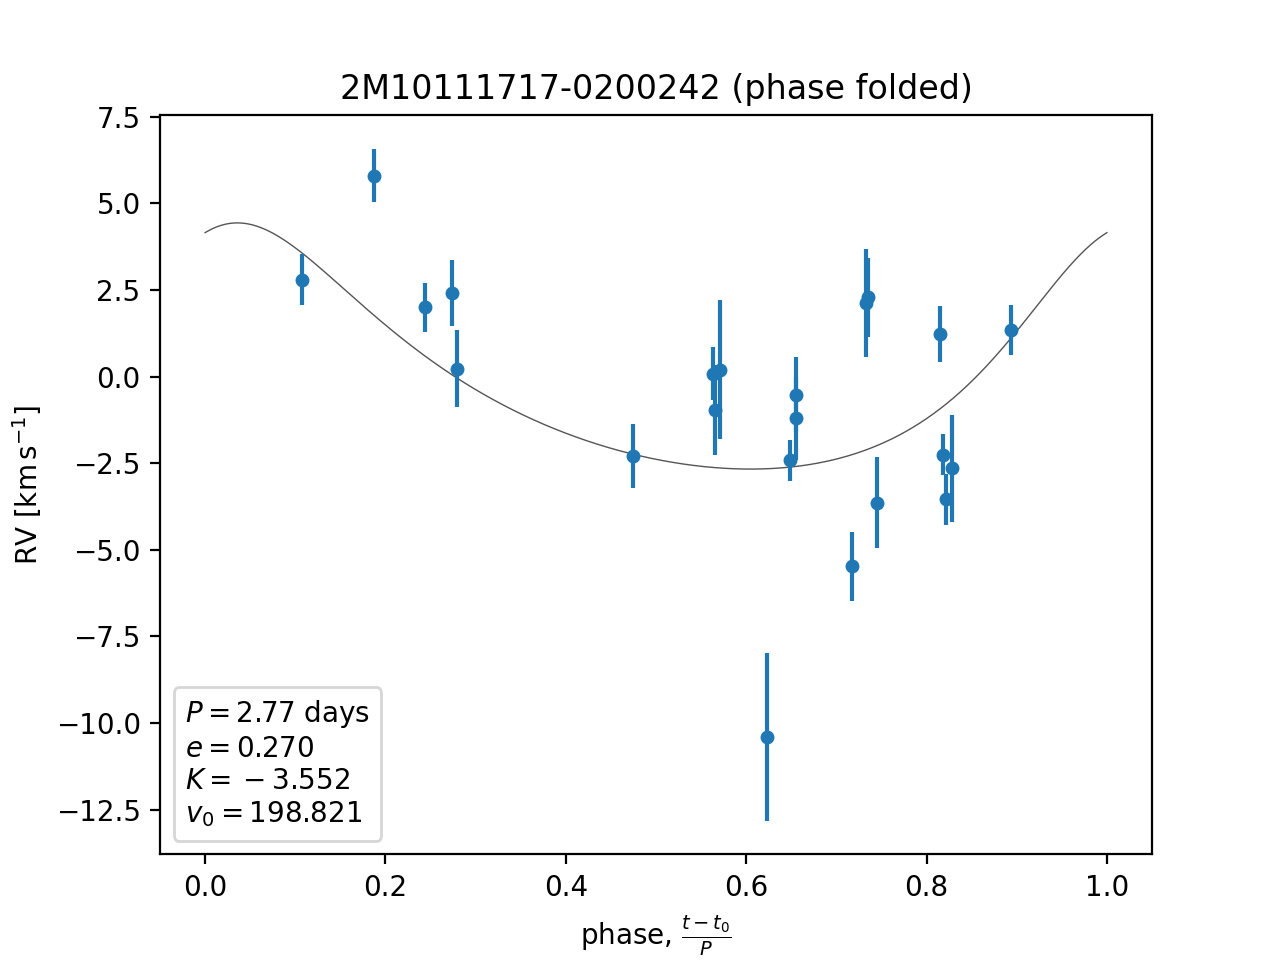 2M10111717-0200242 (phase folded)
7.5
5.0
2.5
0.0
−2.5
−5.0
−7.5
−10.0
−12.5
RV [km s⁻¹]
P = 2.77 days
e = 0.270
K = −3.552
v₀ = 198.821
0.0 0.2 0.4 0.6 0.8 1.0
phase, (t − t₀)/P